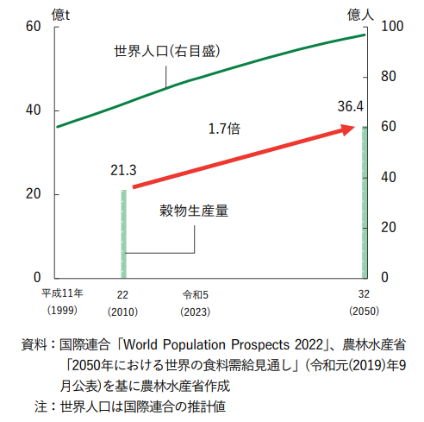 億t
億人
60
100
世界人口(右目盛)
80
40
36.4
1.7倍
60
21.3
40
20
穀物生産量
20
0
0
平成11年
(1999)
22
(2010)
令和5
(2023)
32
(2050)
資料：国際連合「World Population Prospects 2022」、農林水産省
「2050年における世界の食料需給見通し」(令和元(2019)年9
月公表)を基に農林水産省作成
注：世界人口は国際連合の推計値